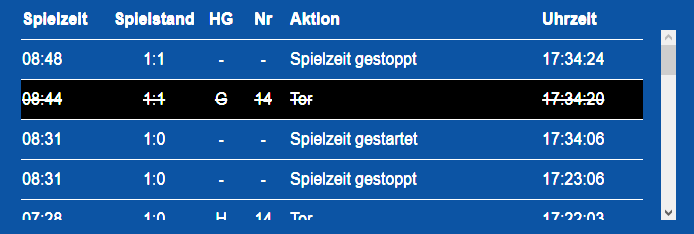 Spielzeit Spielstand HG Nr Aktion Uhrzeit
08:48 1:1 - - Spielzeit gestoppt 17:34:24
08:44 1:1 G 14 Tor 17:34:20
08:31 1:0 - - Spielzeit gestartet 17:34:06
08:31 1:0 - - Spielzeit gestoppt 17:23:06
07:28 1:0 H 14 Tor 17:22:03